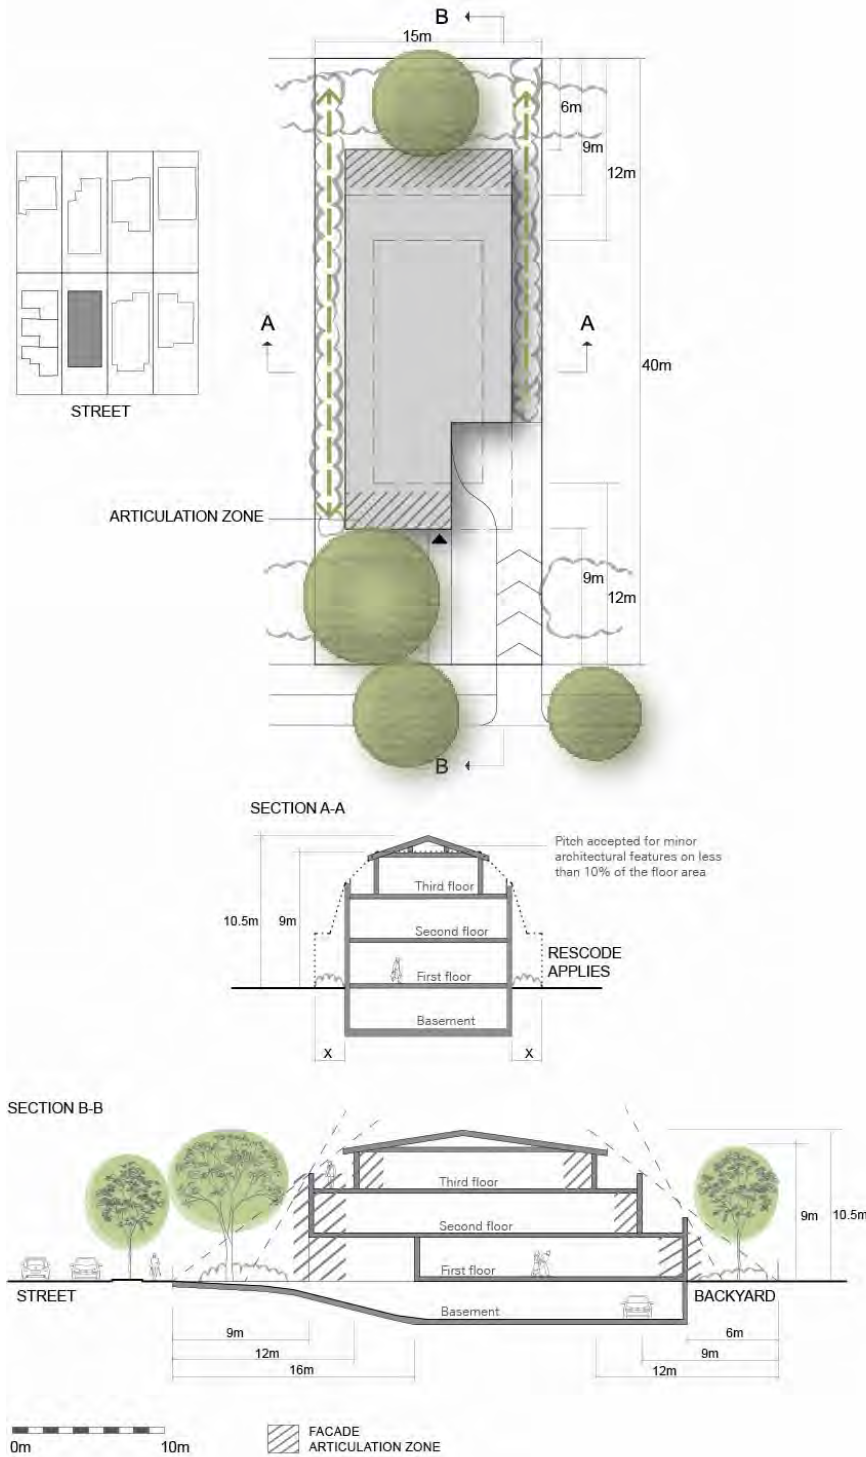 B
15m
6m
9m
12m
A
A
40m
STREET
ARTICULATION ZONE
9m
12m
B
SECTION A-A
Pitch accepted for minor
architectural features on less
than 10% of the floor area
Third floor
10.5m
9m
Second floor
RESCODE
APPLIES
First floor
Basement
x
x
SECTION B-B
Third floor
9m
10.5m
Second floor
First floor
STREET
BACKYARD
Basement
9m
6m
12m
9m
16m
12m
0m
10m
FACADE
ARTICULATION ZONE